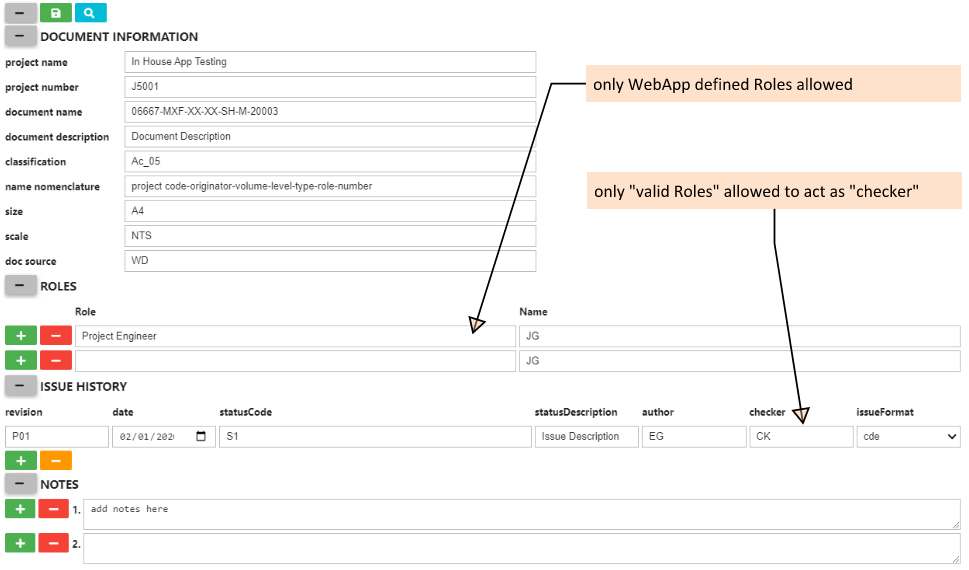 DOCUMENT INFORMATION
project name In House App Testing
only WebApp defined Roles allowed
project number J5001
document name 06667-MXF-XX-XX-SH-M-20003
document description Document Description
classification Ac_05
name nomenclature project code-originator-volume-level-type-role-number
only "valid Roles" allowed to act as "checker"
size A4
scale NTS
doc source WD
ROLES
Role Name
Project Engineer JG
JG
ISSUE HISTORY
revision date statusCode statusDescription author checker issueFormat
P01 02/01/202 S1 Issue Description EG CK cde
NOTES
1. add notes here
2.